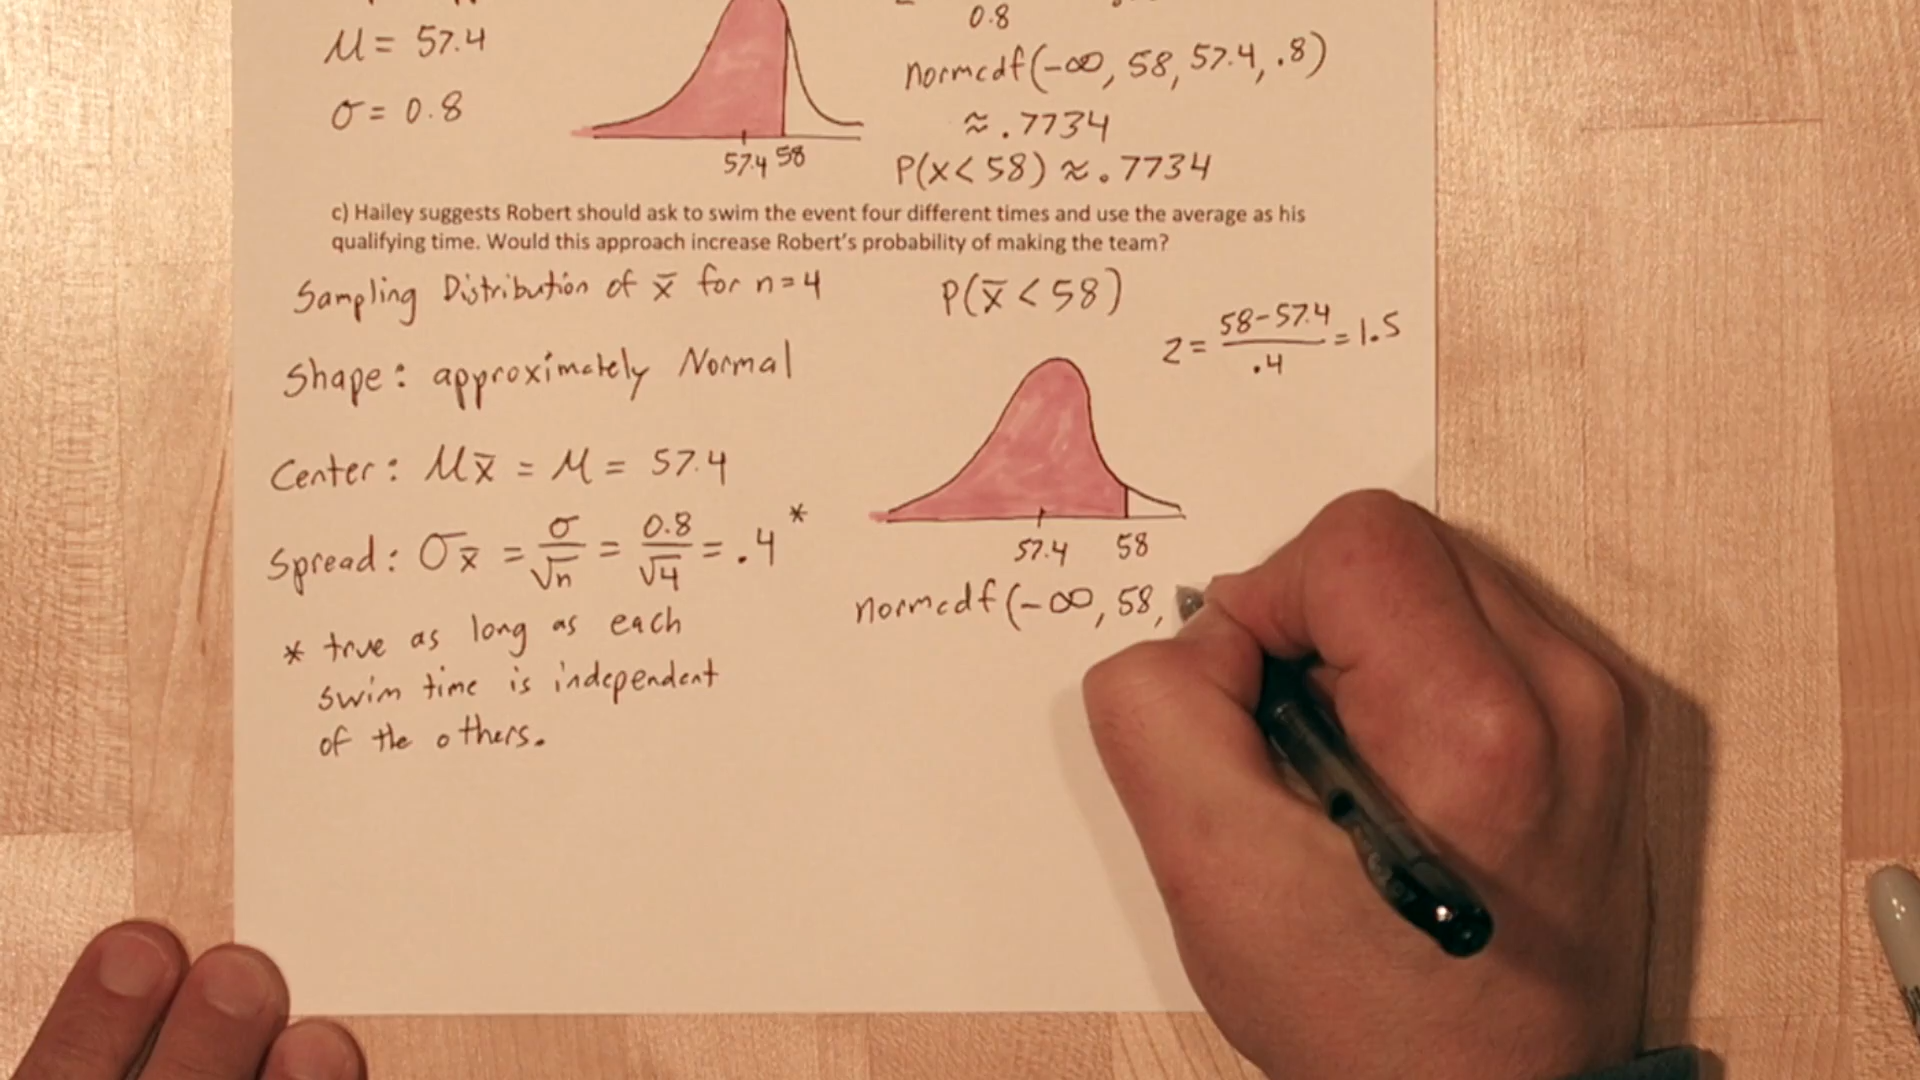 μ = 57.4
σ = 0.8
57.4 58
0.8
normcdf(-∞, 58, 57.4, .8)
≈ .7734
P(x < 58) ≈ .7734
c) Hailey suggests Robert should ask to swim the event four different times and use the average as his
qualifying time. Would this approach increase Robert's probability of making the team?
Sampling Distribution of x̄ for n=4
Shape: approximately Normal
Center: μx̄ = μ = 57.4
Spread: σx̄ = σ/√n = 0.8/√4 = .4 *
* true as long as each
swim time is independent
of the others.
P(x̄ < 58)
z = 58-57.4/.4 = 1.5
57.4 58
normcdf(-∞, 58,